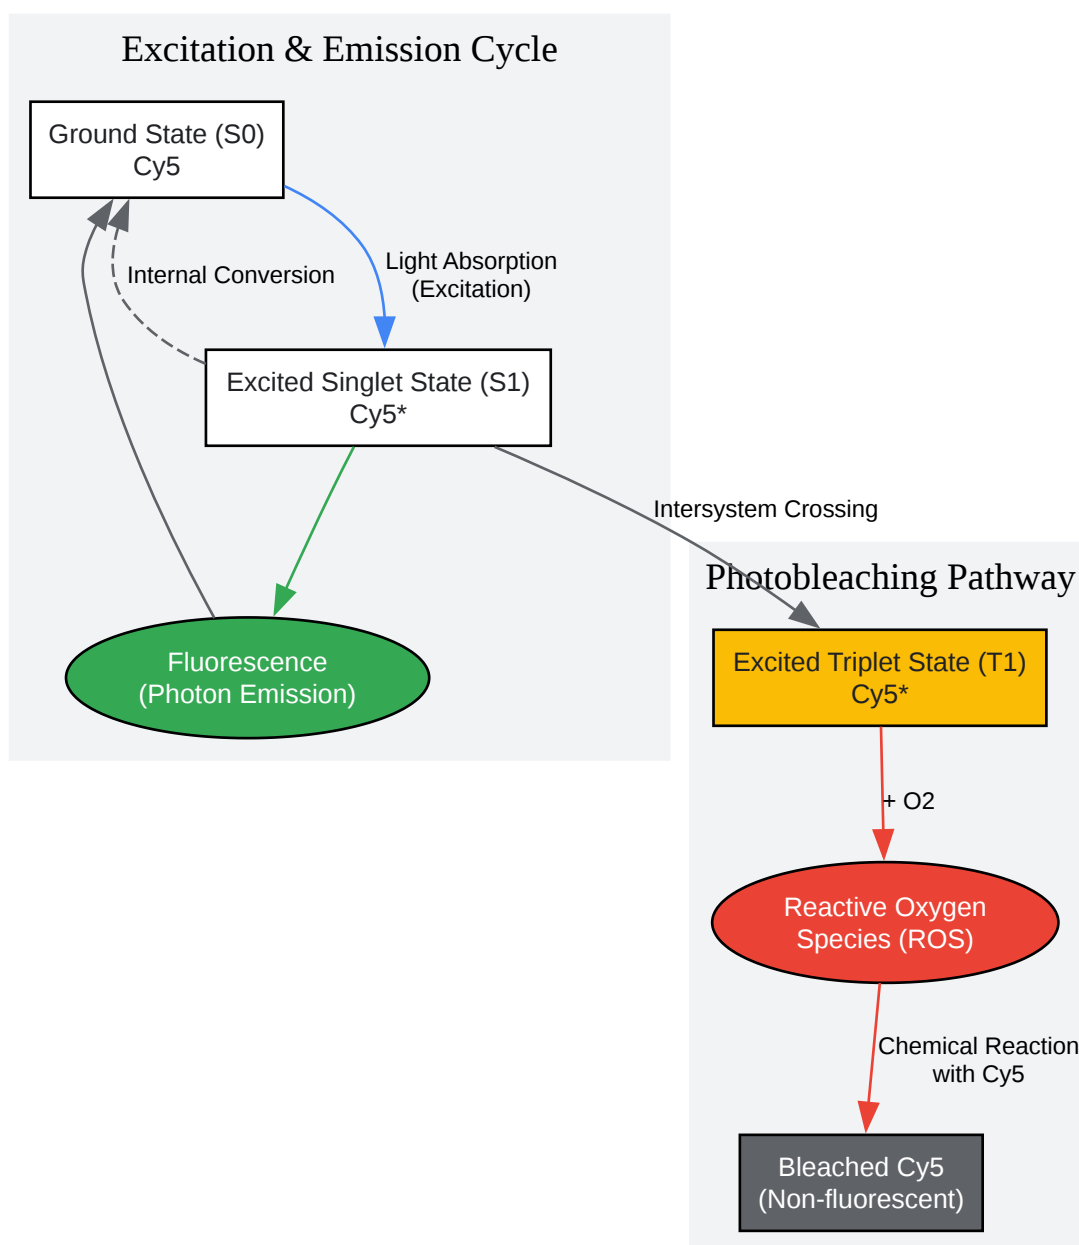 Excitation & Emission Cycle
Ground State (S0)
Cy5
Internal Conversion
Light Absorption
(Excitation)
Excited Singlet State (S1)
Cy5*
Intersystem Crossing
Fluorescence
(Photon Emission)
Photobleaching Pathway
Excited Triplet State (T1)
Cy5*
+ O2
Reactive Oxygen
Species (ROS)
Chemical Reaction
with Cy5
Bleached Cy5
(Non-fluorescent)